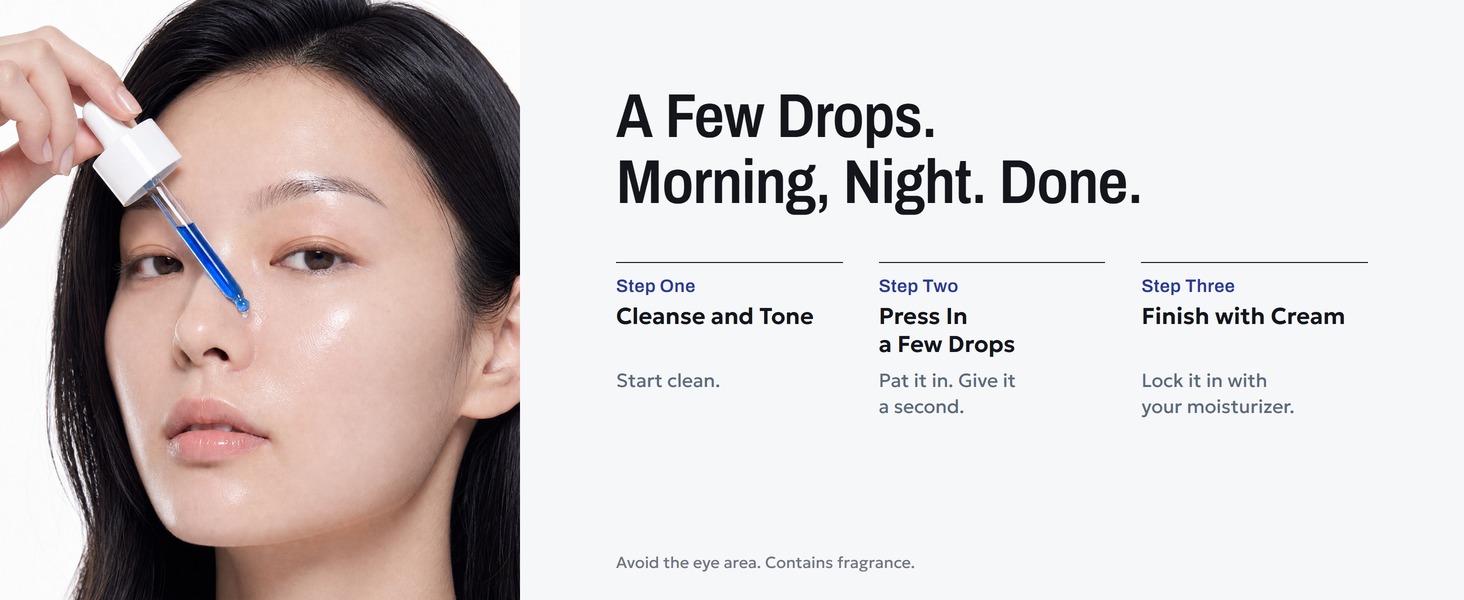 A Few Drops.
Morning, Night. Done.
Step One
Cleanse and Tone
Start clean.
Step Two
Press In
a Few Drops
Pat it in. Give it
a second.
Step Three
Finish with Cream
Lock it in with
your moisturizer.
Avoid the eye area. Contains fragrance.